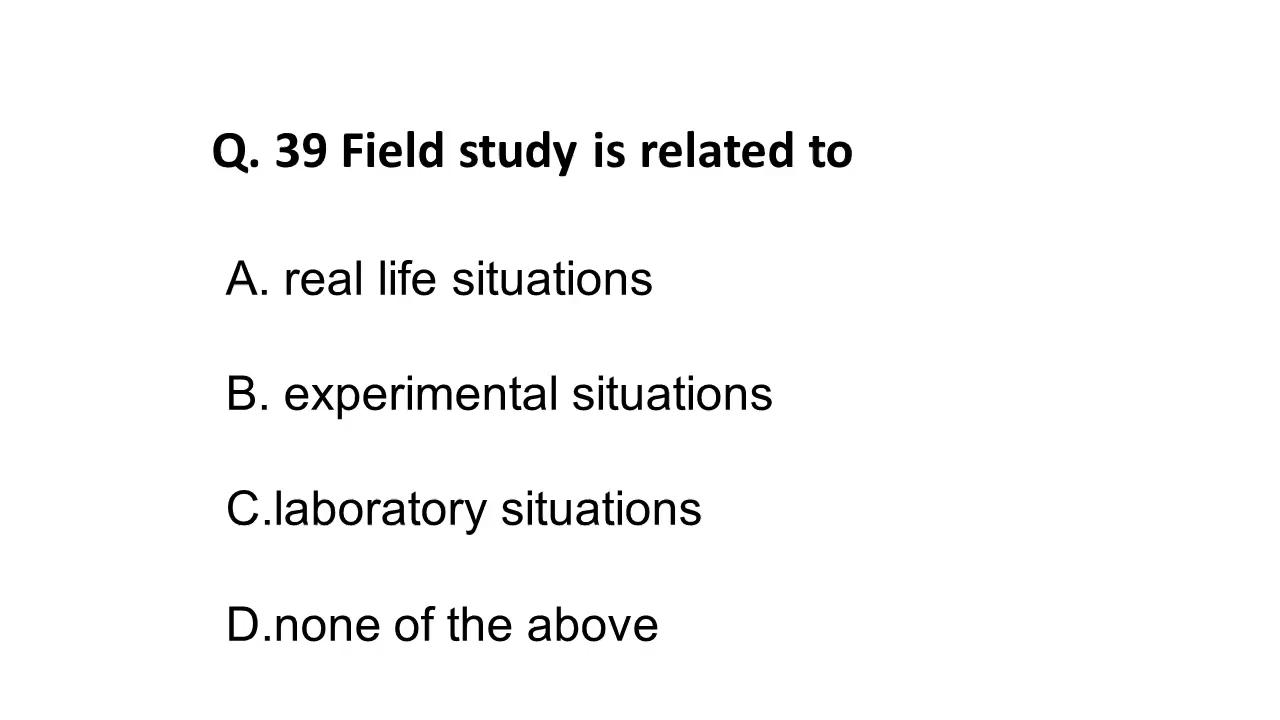 Q. 39 Field study is related to
A. real life situations
B. experimental situations
C.laboratory situations
D.none of the above